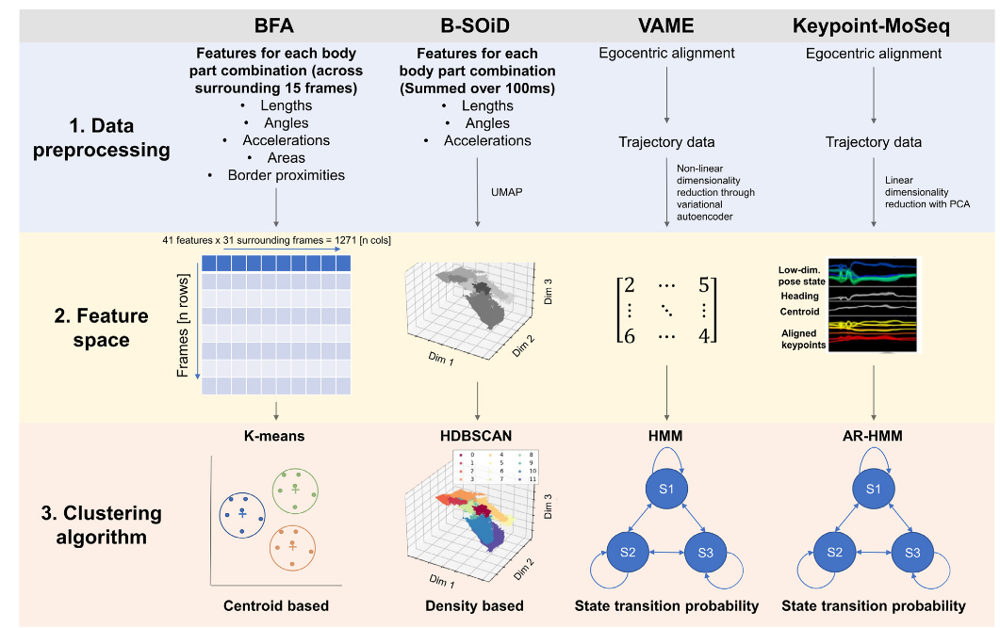 BFA
B-SOiD
VAME
Keypoint-MoSeq
1. Data
preprocessing
Features for each body
part combination (across
surrounding 15 frames)
• Lengths
• Angles
• Accelerations
• Areas
• Border proximities
Features for each
body part combination
(Summed over 100ms)
• Lengths
• Angles
• Accelerations
UMAP
Egocentric alignment
Trajectory data
Non-linear
dimensionality
reduction through
variational
autoencoder
Egocentric alignment
Trajectory data
Linear
dimensionality
reduction with PCA
2. Feature
space
41 features x 31 surrounding frames = 1271 [n cols]
Frames [n rows]
Dim 1
Dim 2
Dim 3
2 ⋯ 5
⋮ ⋱ ⋮
6 ⋯ 4
Low-dim.
pose state
Heading
Centroid
Aligned
keypoints
3. Clustering
algorithm
K-means
Centroid based
HDBSCAN
0 4 8
1 5 9
2 6 10
3 7 11
Dim 1
Dim 2
Dim 3
Density based
HMM
S1
S2
S3
State transition probability
AR-HMM
S1
S2
S3
State transition probability